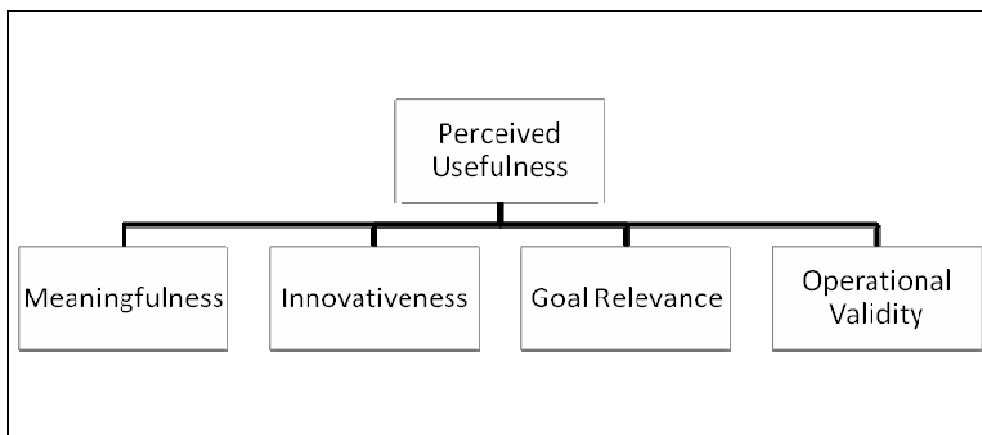 Perceived
Usefulness
Meaningfulness
Innovativeness
Goal Relevance
Operational
Validity